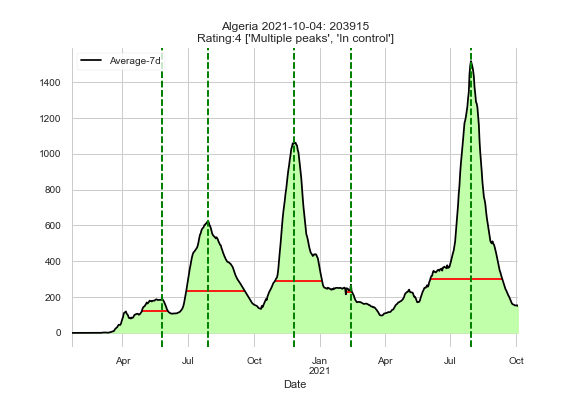 Algeria 2021-10-04: 203915
Rating:4 ['Multiple peaks', 'In control']
Average-7d
1400
1200
1000
800
600
400
200
0
Apr Jul Oct Jan Apr Jul Oct
2021
Date